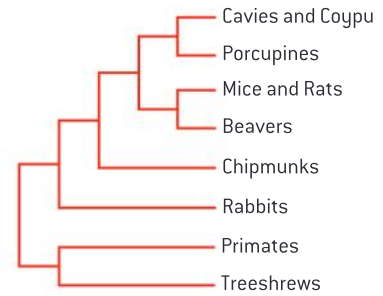 Cavies and Coypu
Porcupines
Mice and Rats
Beavers
Chipmunks
Rabbits
Primates
Treeshrews